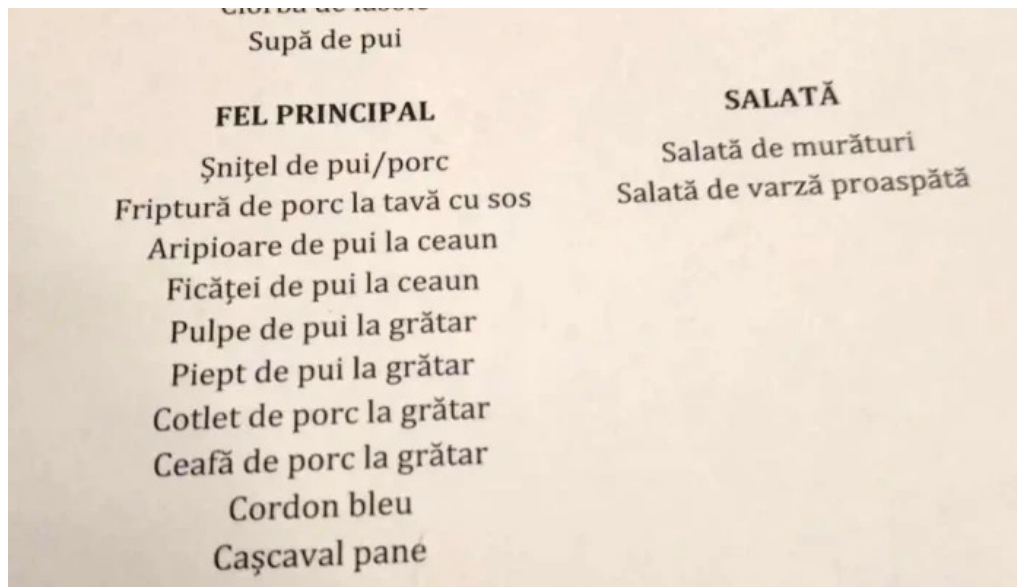 Supă de pui
FEL PRINCIPAL
Șnițel de pui/porc
Friptură de porc la tavă cu sos
Aripioare de pui la ceaun
Ficăței de pui la ceaun
Pulpe de pui la grătar
Piept de pui la grătar
Cotlet de porc la grătar
Ceafă de porc la grătar
Cordon bleu
Cașcaval pane
SALATĂ
Salată de murături
Salată de varză proaspătă